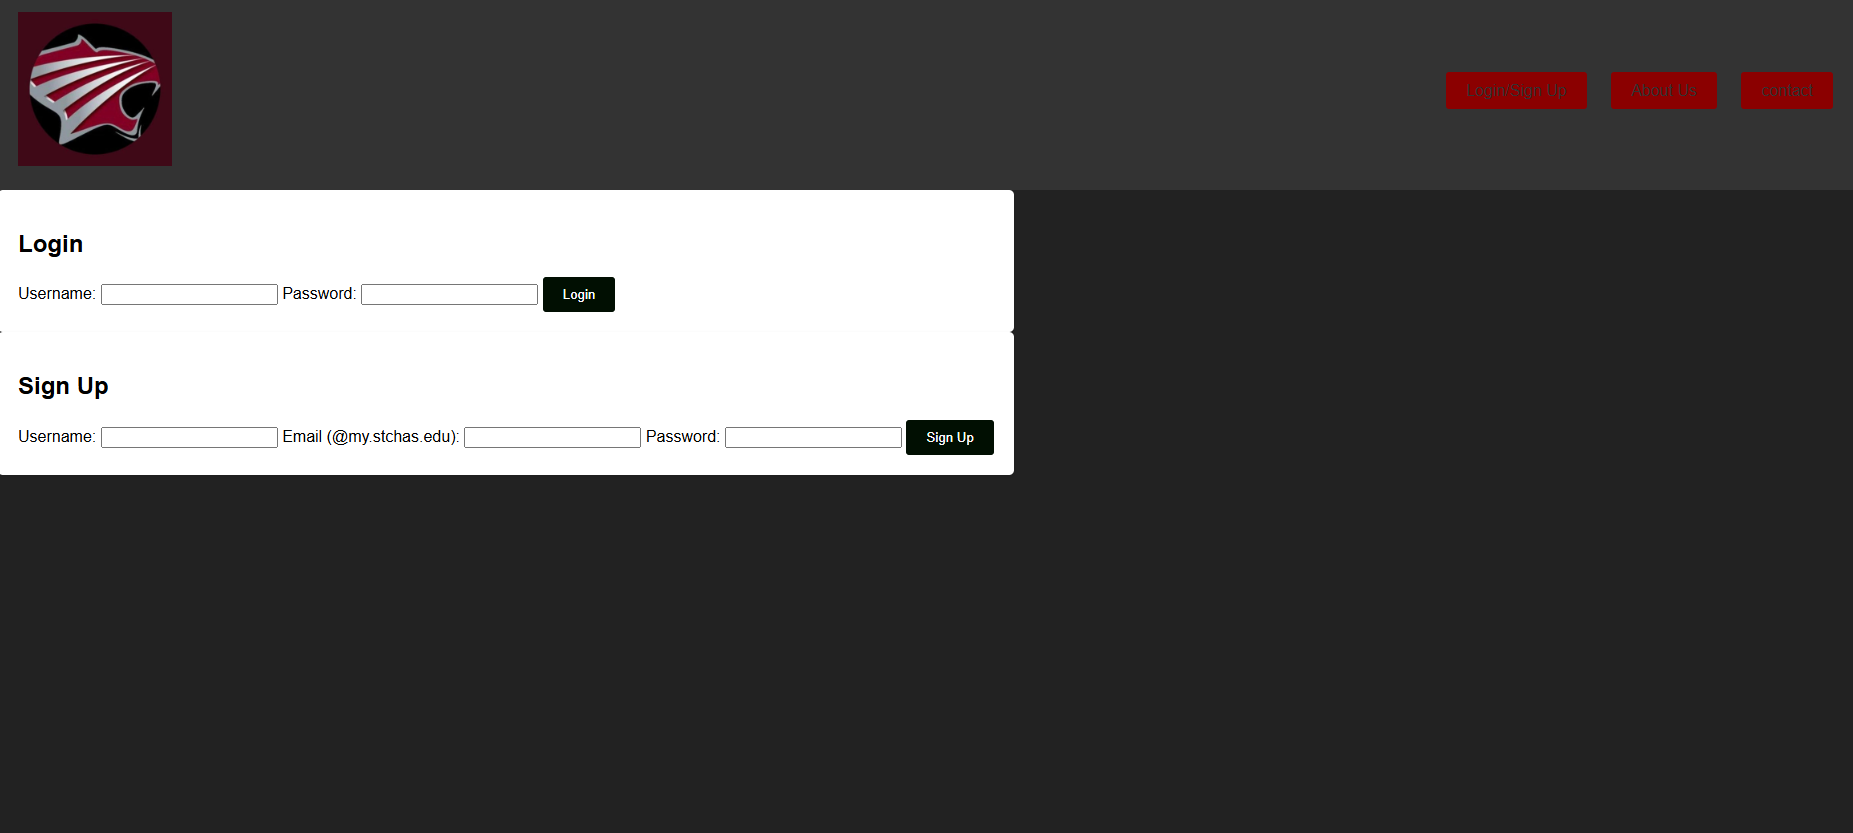 Login/Sign Up About Us contact
Login
Username: Password: Login
Sign Up
Username: Email (@my.stchas.edu): Password: Sign Up